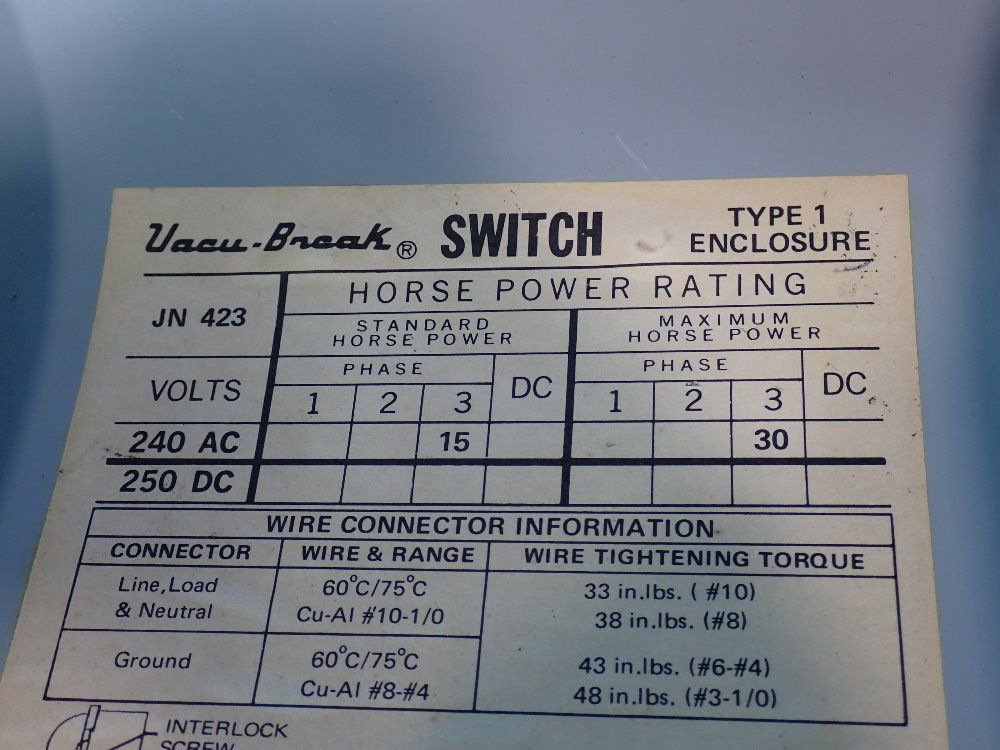 Vacu-Break® SWITCH TYPE 1 ENCLOSURE
JN 423 HORSE POWER RATING
STANDARD HORSE POWER MAXIMUM HORSE POWER
VOLTS PHASE DC PHASE DC
1 2 3 1 2 3
240 AC 15 30
250 DC
WIRE CONNECTOR INFORMATION
CONNECTOR WIRE & RANGE WIRE TIGHTENING TORQUE
Line, Load 60°C/75°C 33 in.lbs. ( #10)
& Neutral Cu-Al #10-1/0 38 in.lbs. (#8)
Ground 60°C/75°C 43 in.lbs. (#6-#4)
Cu-Al #8-#4 48 in.lbs. (#3-1/0)
INTERLOCK
SCREW